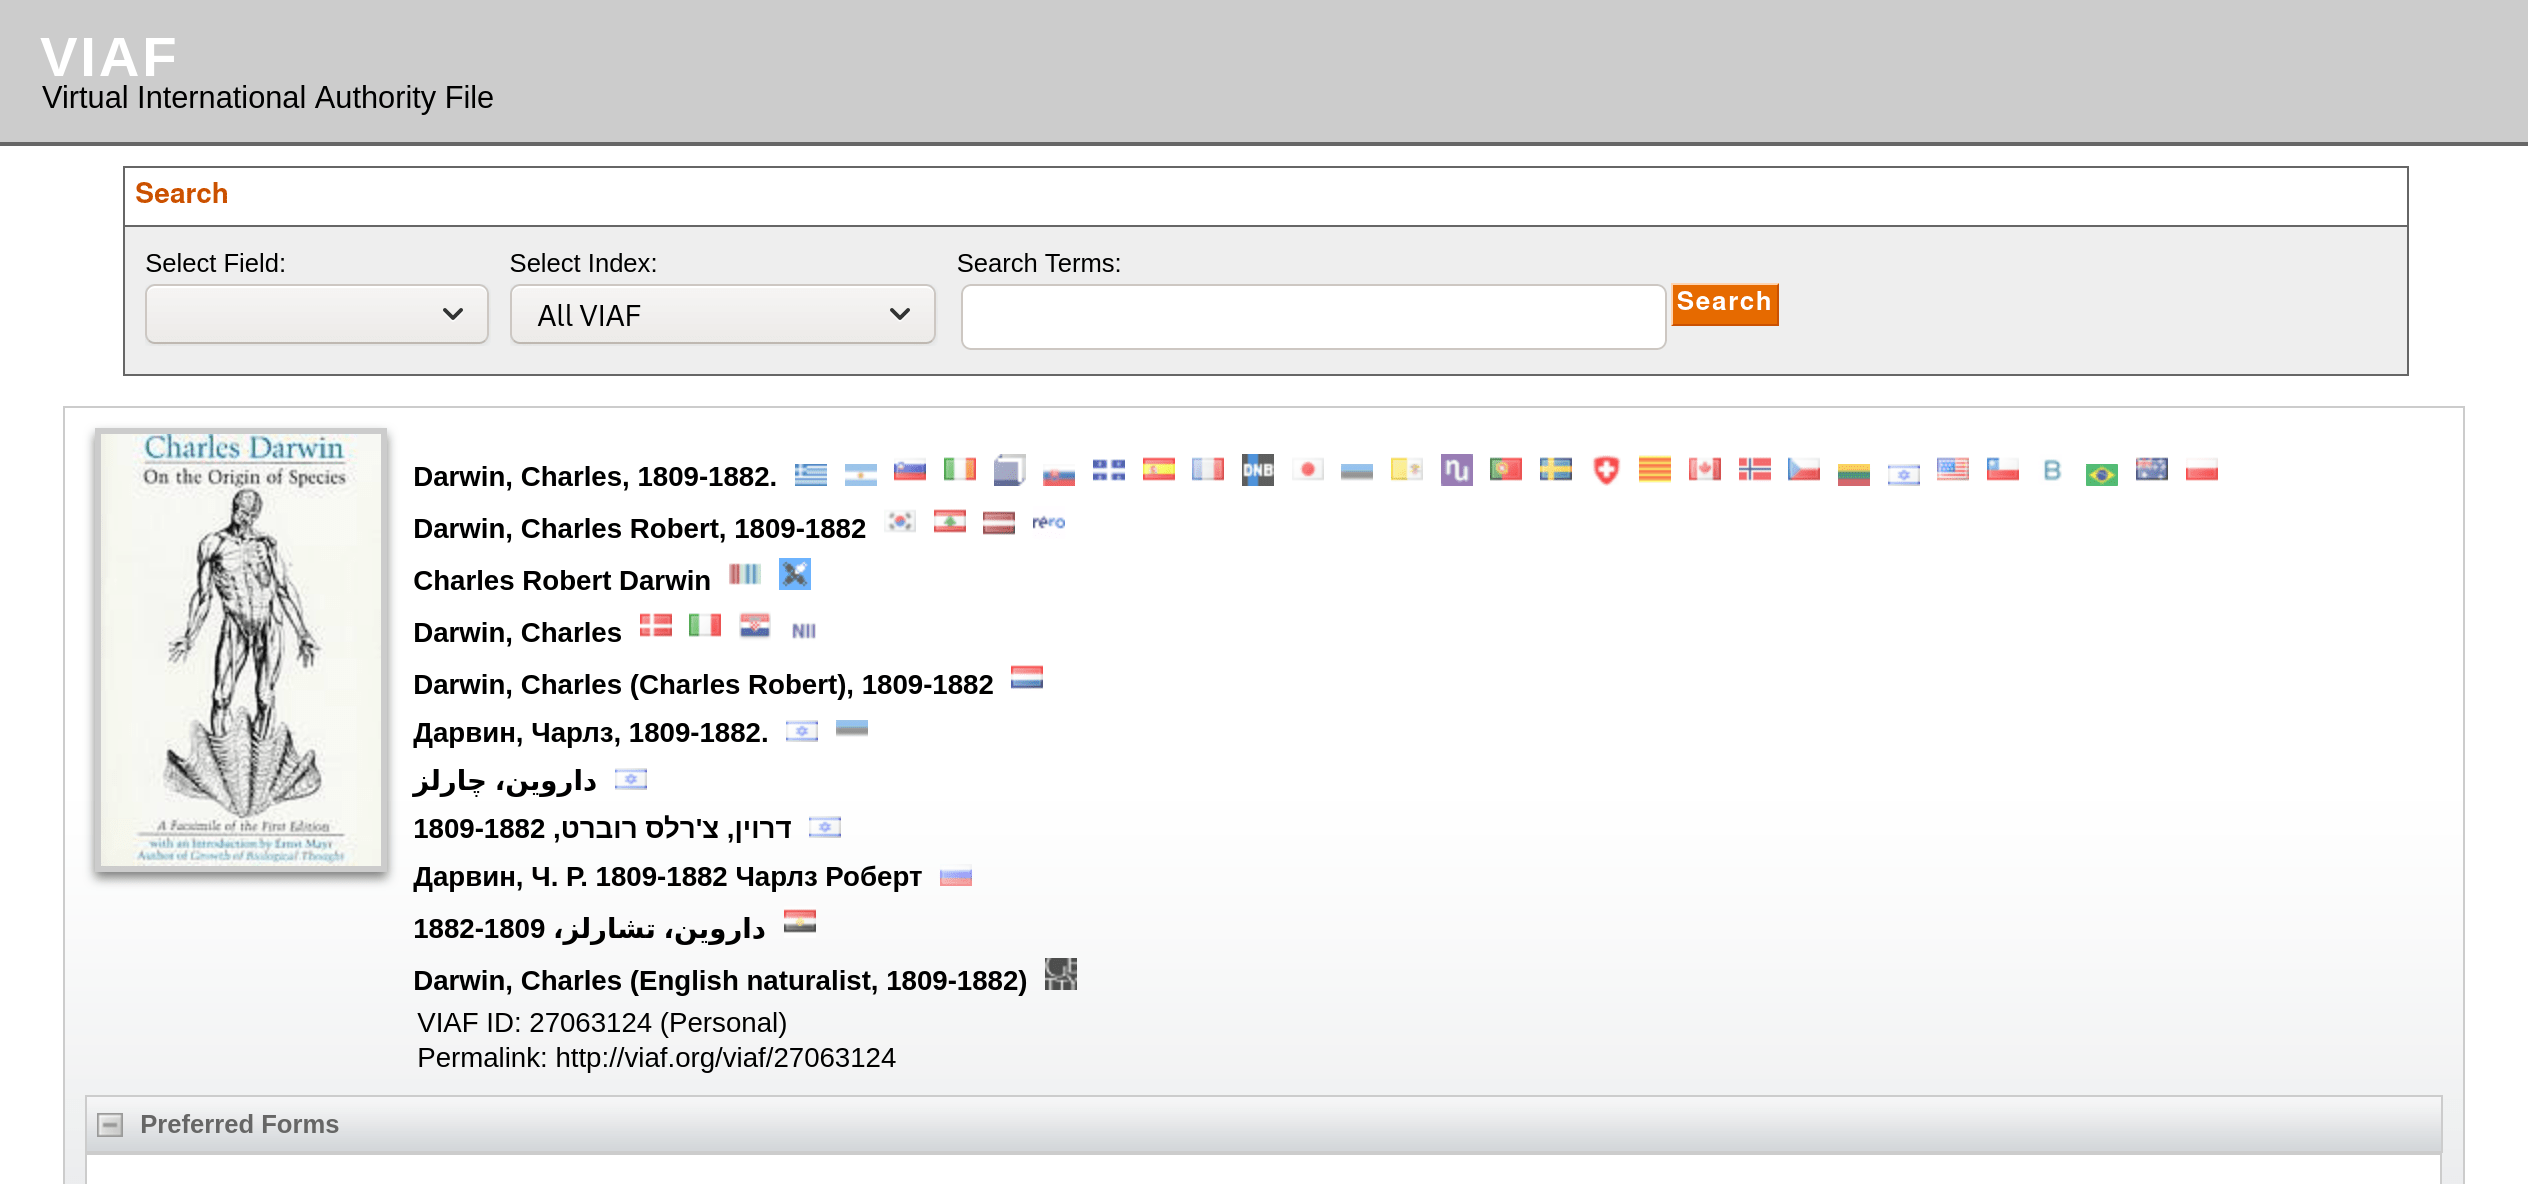 VIAF
Virtual International Authority File
Search
Select Field:
Select Index:
Search Terms:
All VIAF
Search
Charles Darwin
On the Origin of Species
A Facsimile of the First Edition
with an Introduction by Ernst Mayr
Author of Growth of Biological Thought
Darwin, Charles, 1809-1882.
DNB
nu
B
Darwin, Charles Robert, 1809-1882
rero
Charles Robert Darwin
Darwin, Charles
NII
Darwin, Charles (Charles Robert), 1809-1882
Дарвин, Чарлз, 1809-1882.
داروين، چارلز
דרוין, צ'רלס רוברט, 1809-1882
Дарвин, Ч. Р. 1809-1882 Чарлз Роберт
داروين، تشارلز، 1809-1882
Darwin, Charles (English naturalist, 1809-1882)
GETTY
VIAF ID: 27063124 (Personal)
Permalink: http://viaf.org/viaf/27063124
Preferred Forms